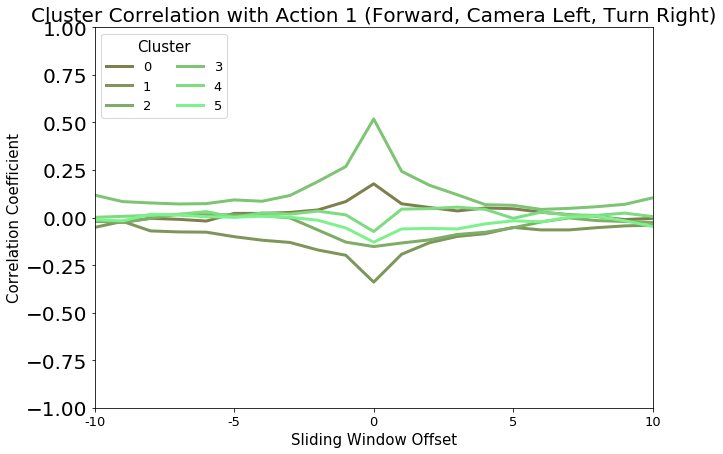 Cluster Correlation with Action 1 (Forward, Camera Left, Turn Right)
1.00
0.75
0.50
0.25
0.00
−0.25
−0.50
−0.75
−1.00
Correlation Coefficient
Cluster
0 3
1 4
2 5
-10 -5 0 5 10
Sliding Window Offset